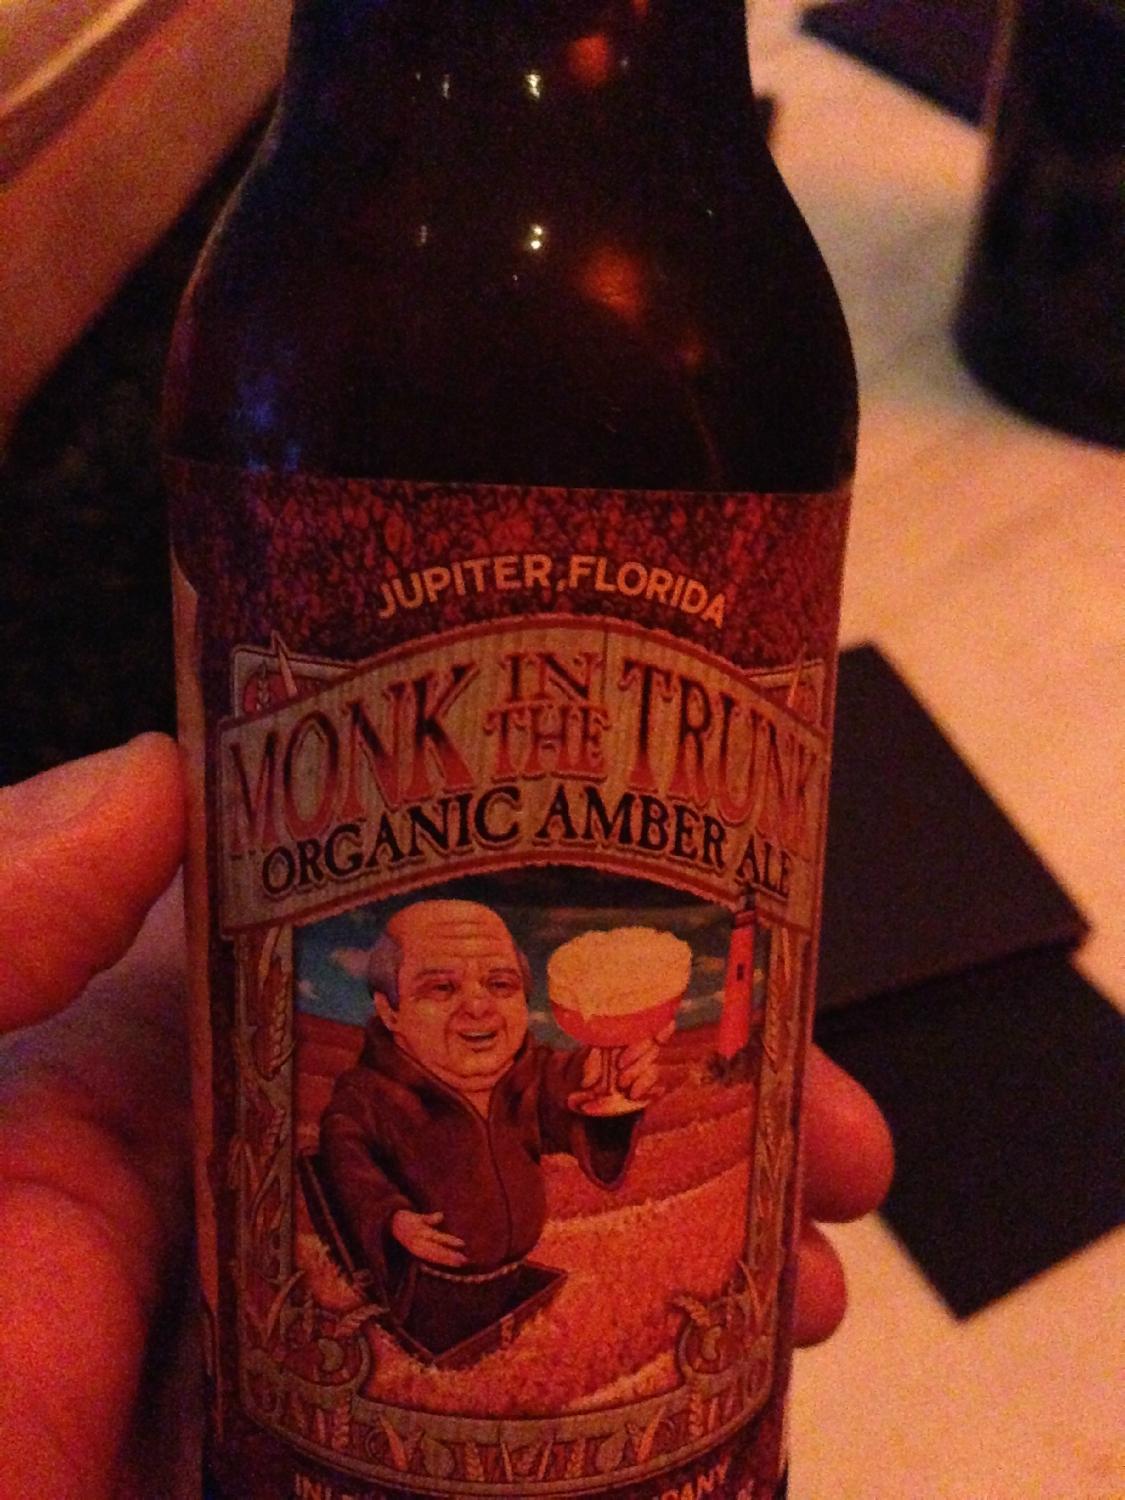 JUPITER, FLORIDA
MONK IN THE TRUNK
ORGANIC AMBER ALE